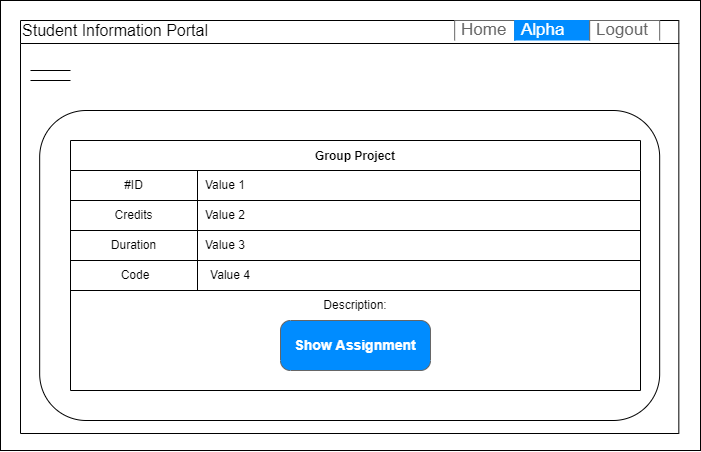 Student Information Portal Home Alpha Logout
Group Project
#ID Value 1
Credits Value 2
Duration Value 3
Code Value 4
Description:
Show Assignment